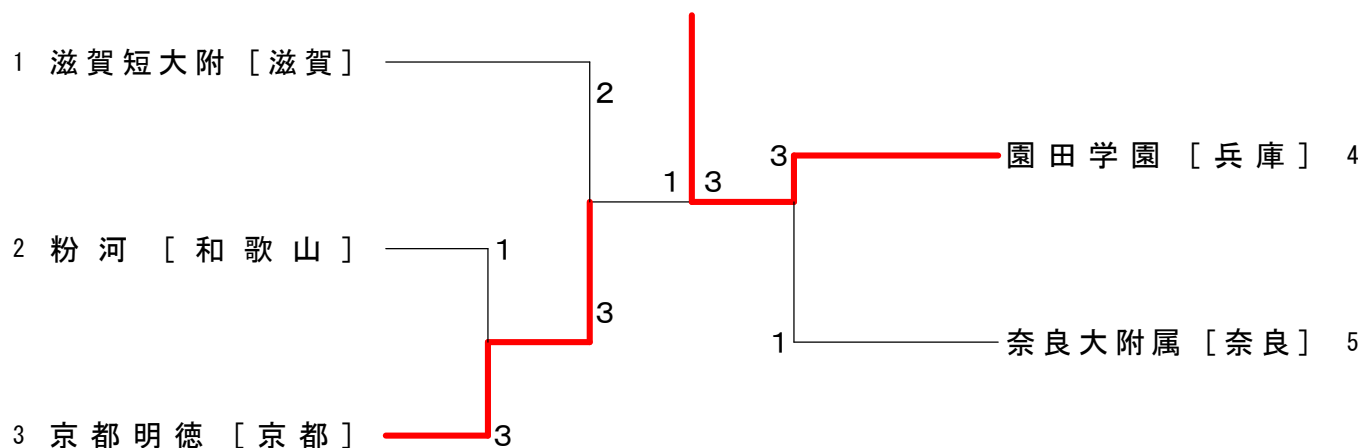 1 滋賀短大附 [滋賀]
2
1 3
3
園田学園 [兵庫] 4
2 粉河 [和歌山]
1
3
1
奈良大附属 [奈良] 5
3 京都明徳 [京都]
3